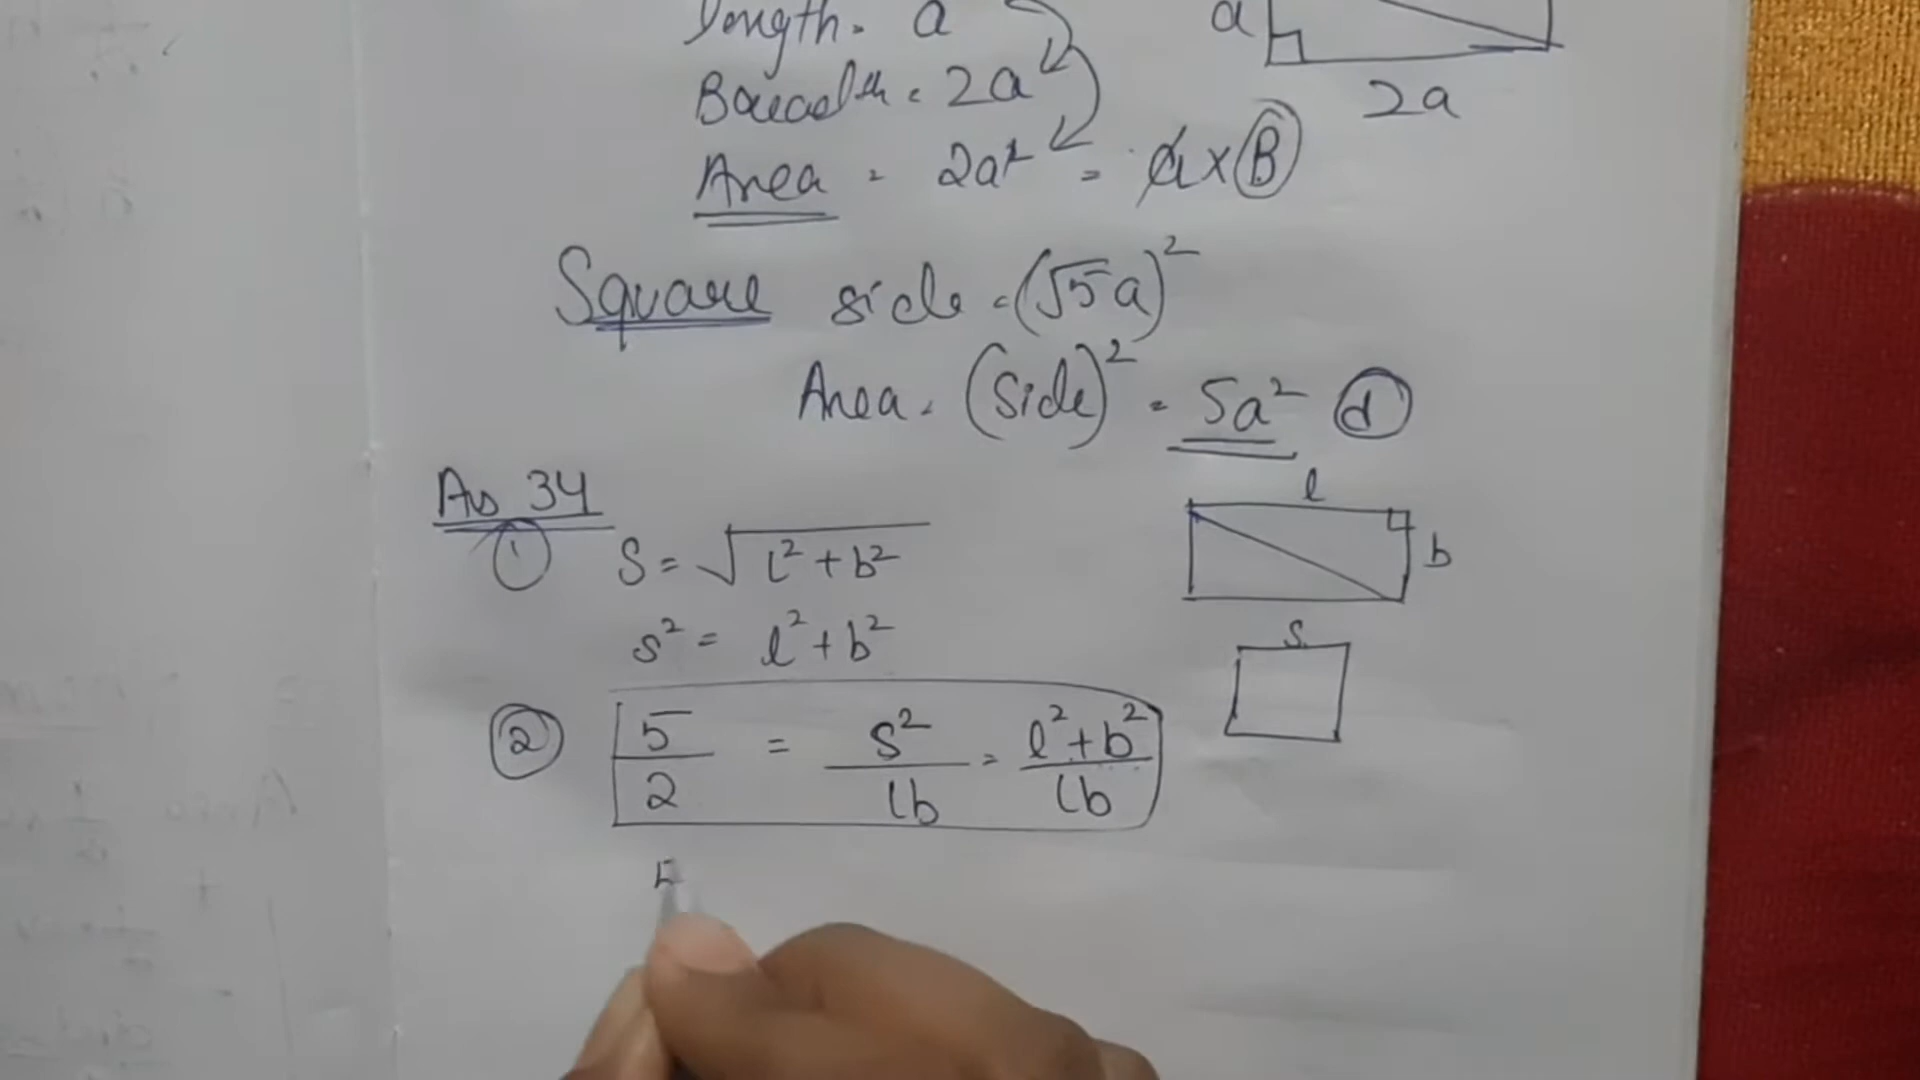 Length = a
a
Breadth = 2a
2a
Area = 2a² = a × B
Square side = (√5a)²
Area = (Side)² = 5a² d
As 34
l
1 S = √l² + b²
b
s² = l² + b²
s
2 5/2 = s²/lb = l² + b²/lb